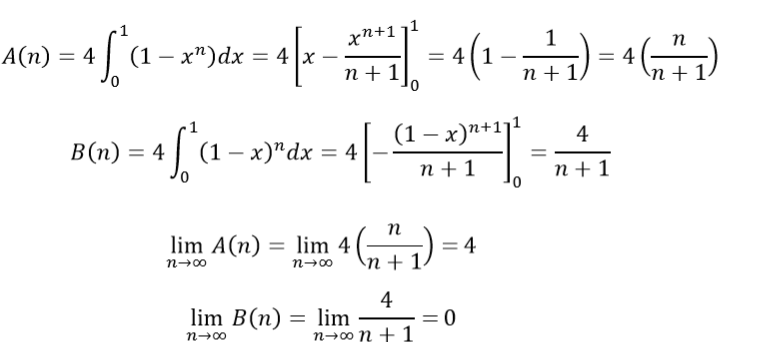 A(n) = 4 ∫₀¹ (1 − xⁿ)dx = 4 [x − xⁿ⁺¹/(n + 1)]₀¹ = 4 (1 − 1/(n + 1)) = 4 (n/(n + 1))
B(n) = 4 ∫₀¹ (1 − x)ⁿdx = 4 [−(1 − x)ⁿ⁺¹/(n + 1)]₀¹ = 4/(n + 1)
lim_{n→∞} A(n) = lim_{n→∞} 4 (n/(n + 1)) = 4
lim_{n→∞} B(n) = lim_{n→∞} 4/(n + 1) = 0